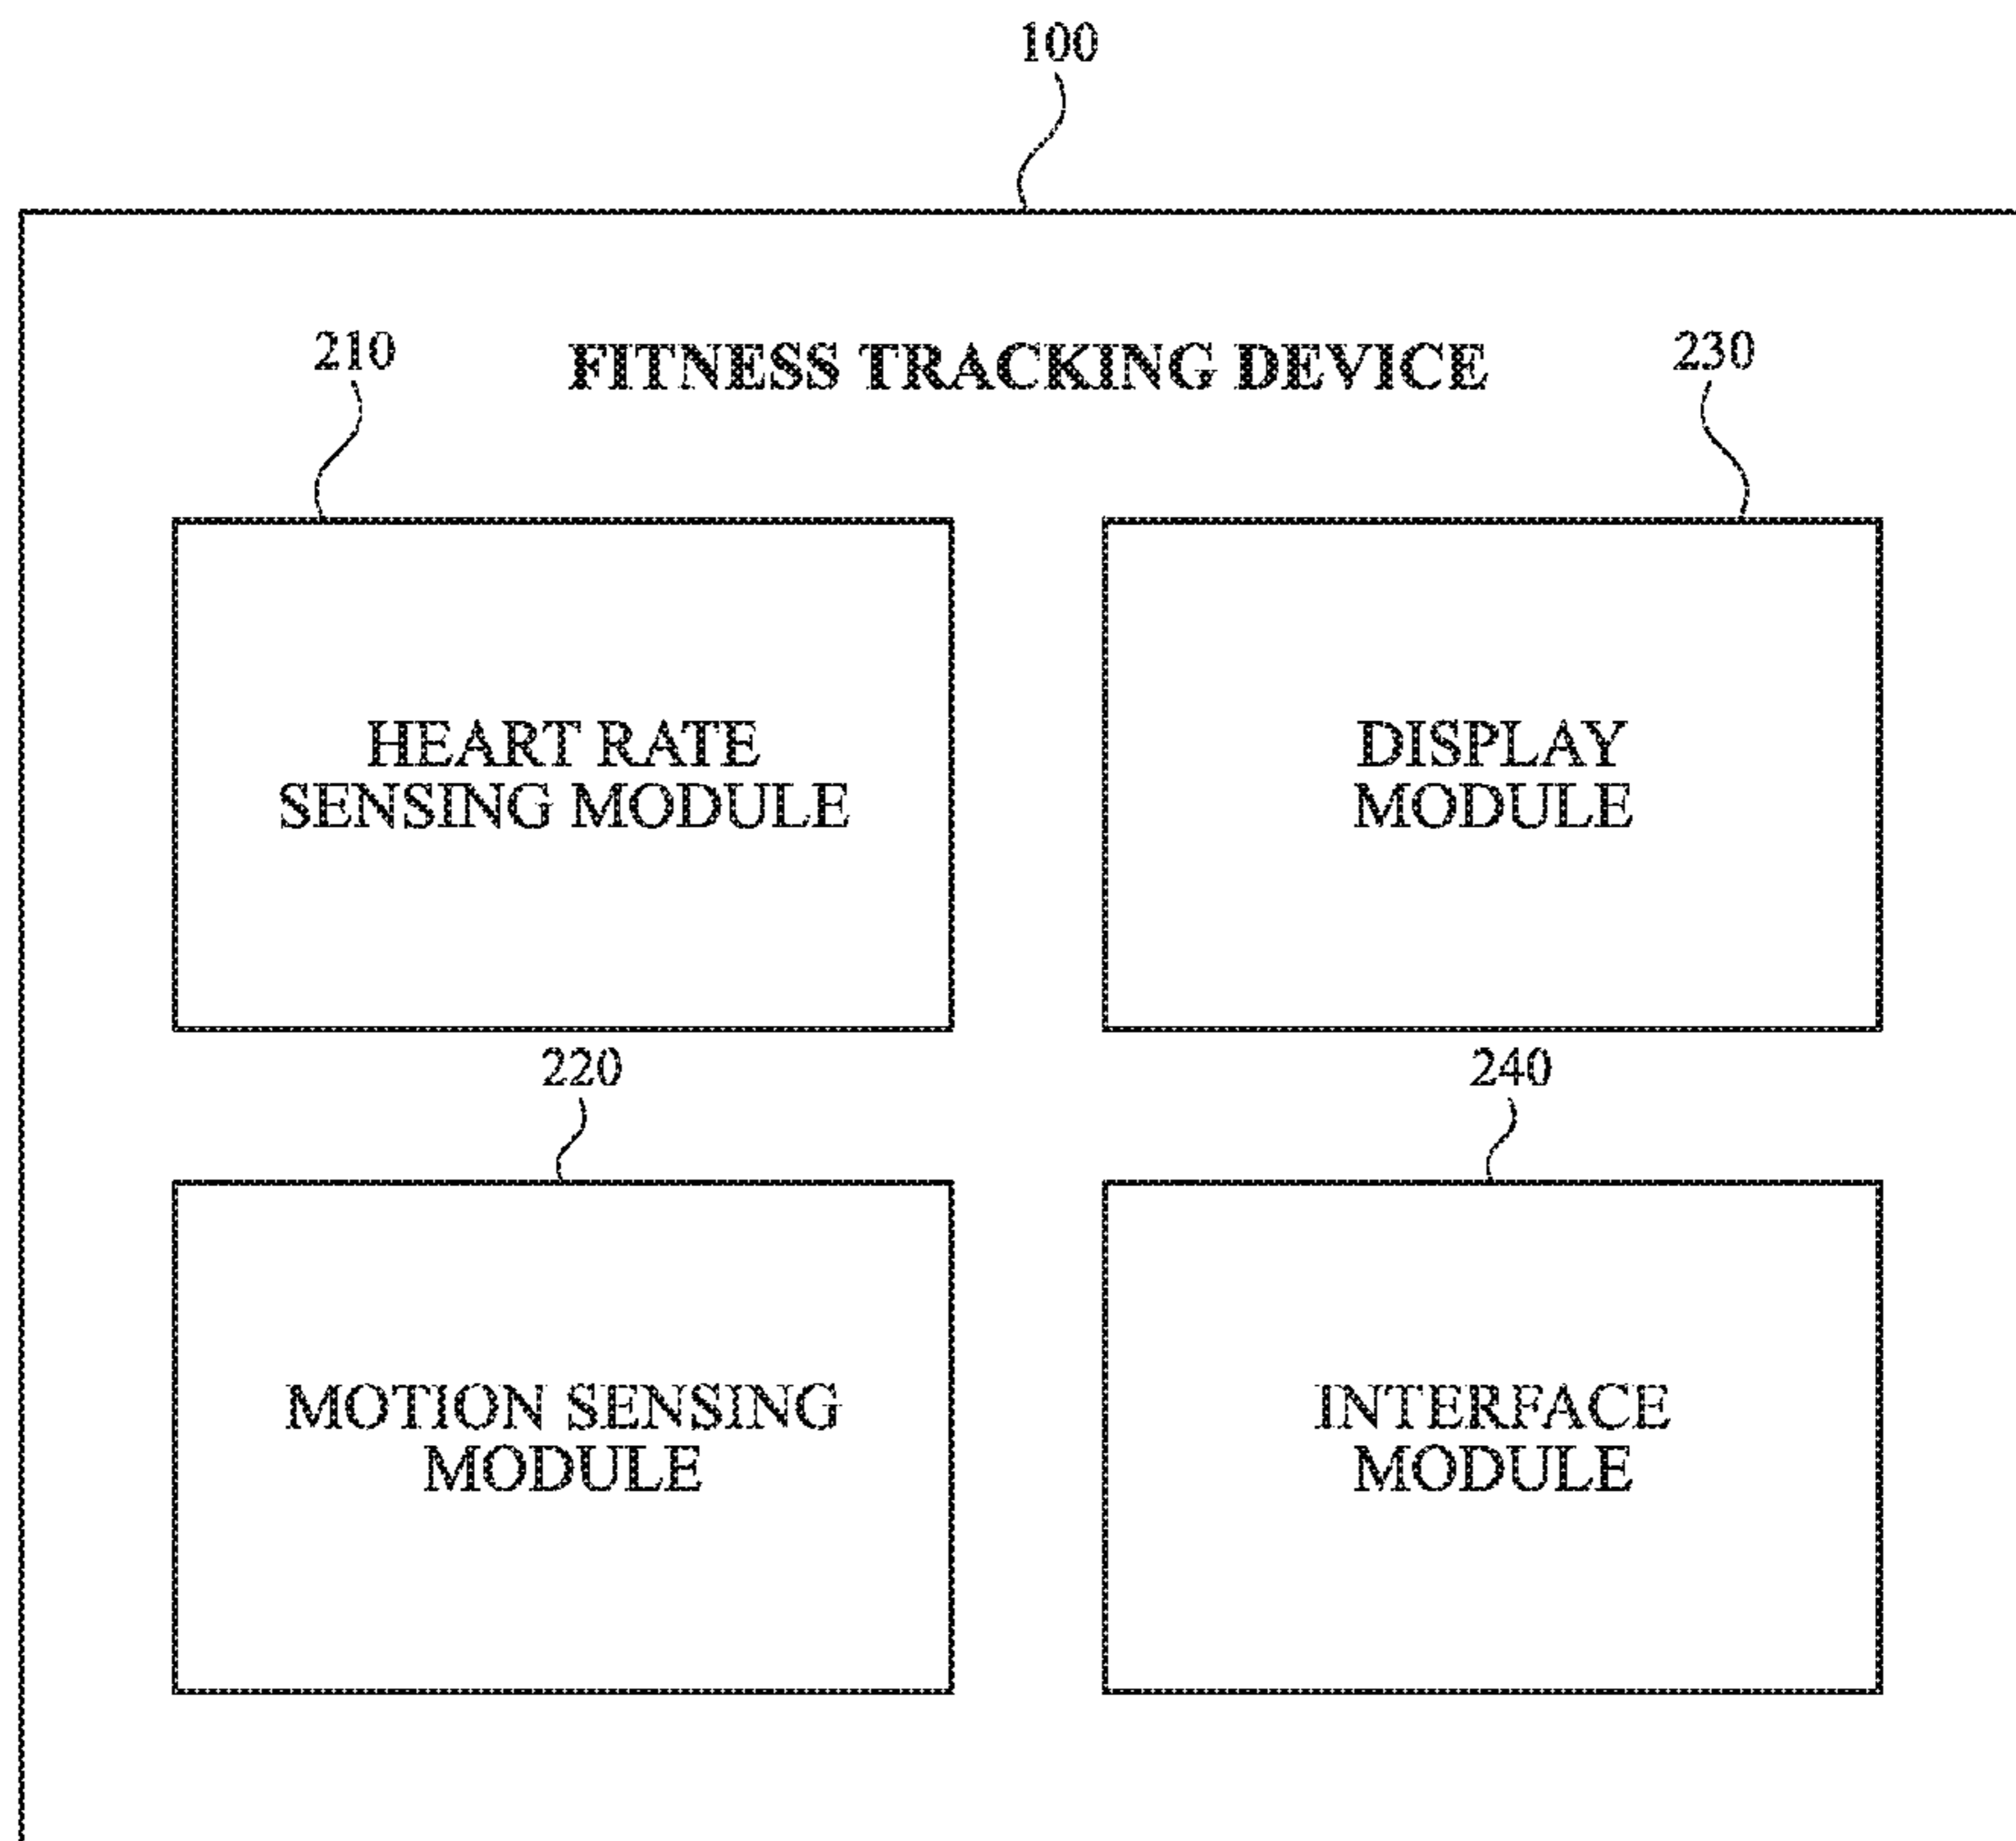 100
210
FITNESS TRACKING DEVICE
230
HEART RATE
SENSING MODULE
DISPLAY
MODULE
220
240
MOTION SENSING
MODULE
INTERFACE
MODULE